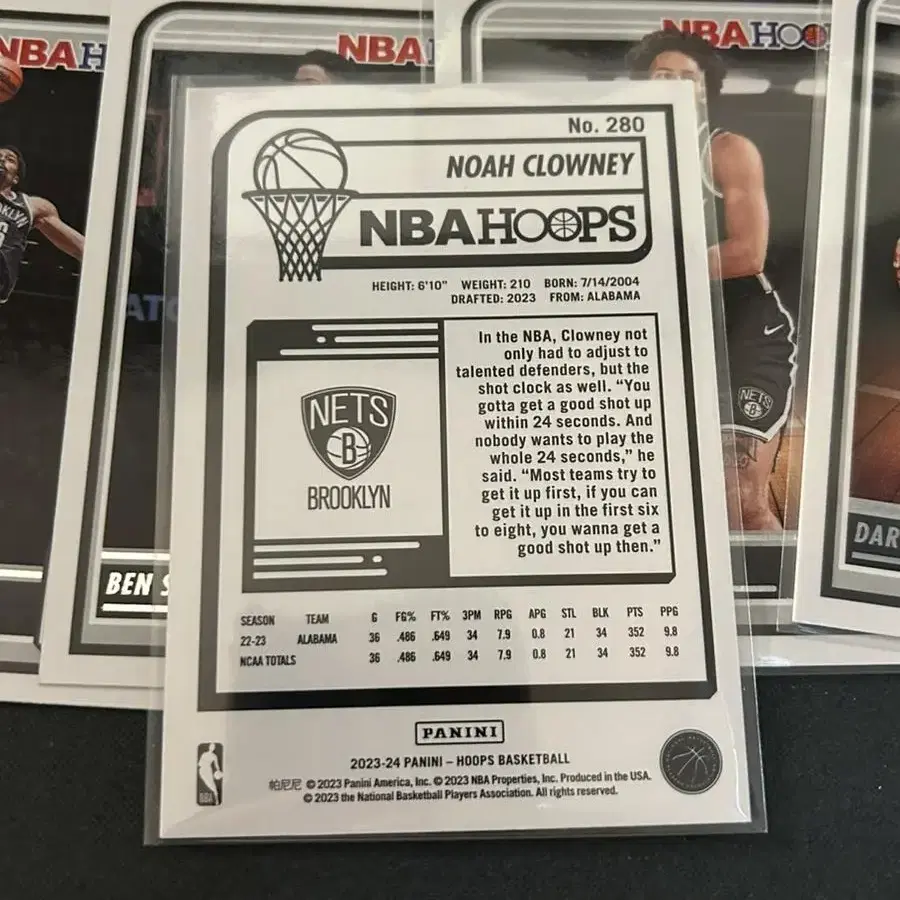 NBAH
NBA
NBAHOO
No. 280
NOAH CLOWNEY
NBAHOOPS
HEIGHT: 6'10" WEIGHT: 210 BORN: 7/14/2004
DRAFTED: 2023 FROM: ALABAMA
In the NBA, Clowney not
only had to adjust to
talented defenders, but the
shot clock as well. “You
gotta get a good shot up
within 24 seconds. And
nobody wants to play the
whole 24 seconds,” he
said. “Most teams try to
get it up first, if you can
get it up in the first six
to eight, you wanna get a
good shot up then.”
NETS
B
BROOKLYN
SEASON TEAM G FG% FT% 3PM RPG APG STL BLK PTS PPG
22-23 ALABAMA 36 .486 .649 34 7.9 0.8 21 34 352 9.8
NCAA TOTALS 36 .486 .649 34 7.9 0.8 21 34 352 9.8
PANINI
2023-24 PANINI – HOOPS BASKETBALL
帕尼尼 © 2023 Panini America, Inc. © 2023 NBA Properties, Inc. Produced in the USA.
© 2023 the National Basketball Players Association. All rights reserved.
NBA
BEN S
DAR
NETS
B